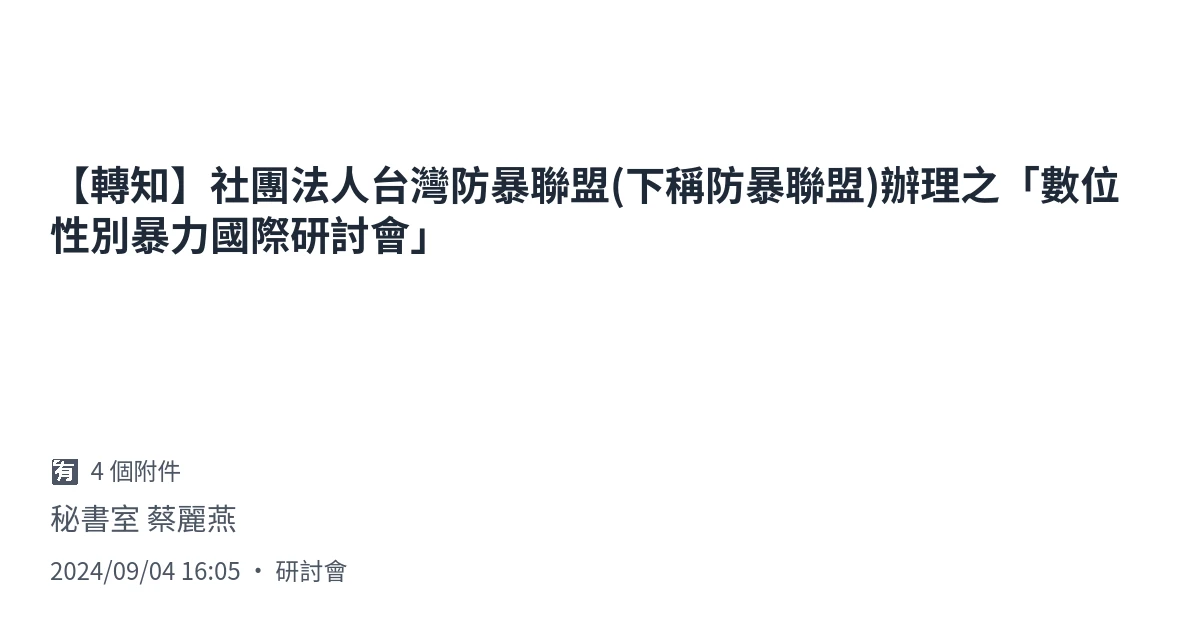 【轉知】社團法人台灣防暴聯盟(下稱防暴聯盟)辦理之「數位
性別暴力國際研討會」
有 4 個附件
秘書室 蔡麗燕
2024/09/04 16:05 ・ 研討會